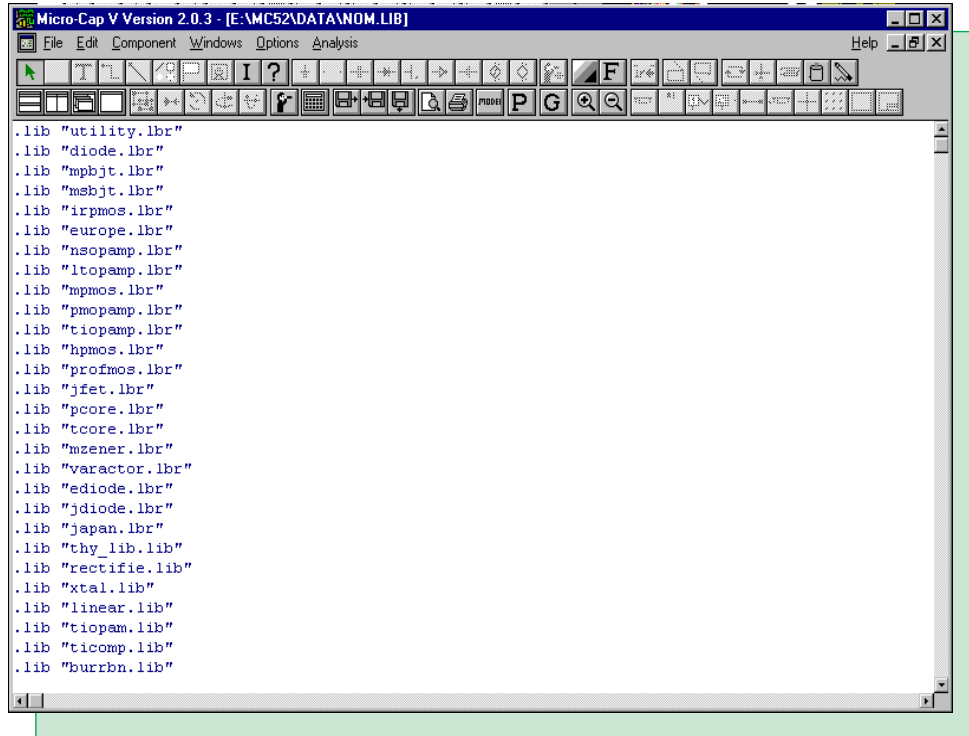 Micro-Cap V Version 2.0.3 - [E:\MC52\DATA\NOM.LIB]
File Edit Component Windows Options Analysis Help
T I ? F
MODEL P G
.lib "utility.lbr"
.lib "diode.lbr"
.lib "mpbjt.lbr"
.lib "msbjt.lbr"
.lib "irpmos.lbr"
.lib "europe.lbr"
.lib "nsopamp.lbr"
.lib "ltopamp.lbr"
.lib "mpmos.lbr"
.lib "pmopamp.lbr"
.lib "tiopamp.lbr"
.lib "hpmos.lbr"
.lib "profmos.lbr"
.lib "jfet.lbr"
.lib "pcore.lbr"
.lib "tcore.lbr"
.lib "mzener.lbr"
.lib "varactor.lbr"
.lib "ediode.lbr"
.lib "jdiode.lbr"
.lib "japan.lbr"
.lib "thy_lib.lib"
.lib "rectifie.lib"
.lib "xtal.lib"
.lib "linear.lib"
.lib "tiopam.lib"
.lib "ticomp.lib"
.lib "burrbn.lib"